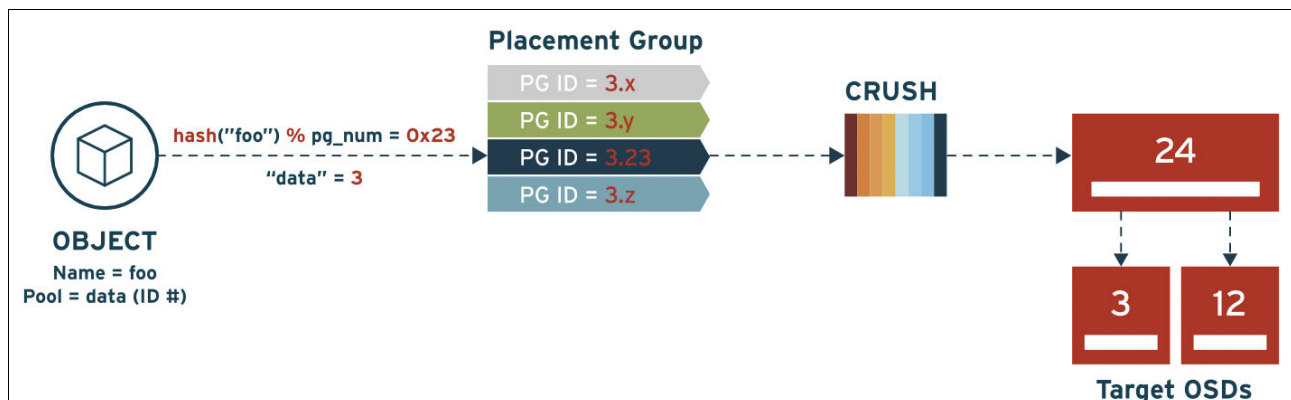 Placement Group
PG ID = 3.x
PG ID = 3.y
PG ID = 3.23
PG ID = 3.z
hash("foo") % pg_num = 0x23
“data” = 3
OBJECT
Name = foo
Pool = data (ID #)
CRUSH
24
3
12
Target OSDs